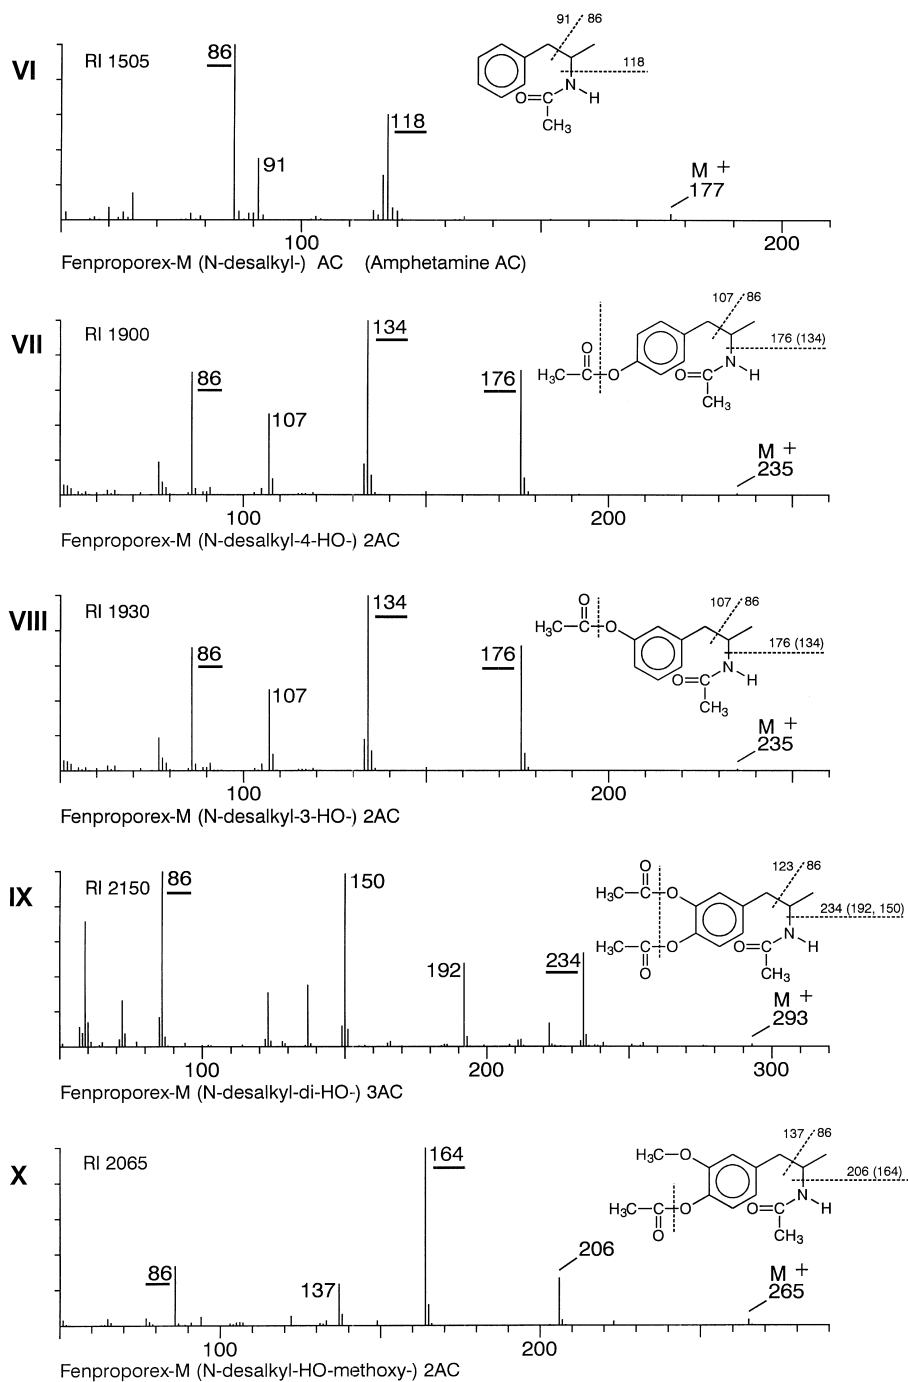 VI
RI 1505
86
91
118
M +
177
91 86
118
O
N
H
CH3
100
200
Fenproporex-M (N-desalkyl-) AC (Amphetamine AC)
VII
RI 1900
86
107
134
176
M +
235
107 86
176 (134)
O
H3C C O
O C N H
CH3
100
200
Fenproporex-M (N-desalkyl-4-HO-) 2AC
VIII
RI 1930
86
107
134
176
M +
235
107 86
176 (134)
O
H3C C O
O C N H
CH3
100
200
Fenproporex-M (N-desalkyl-3-HO-) 2AC
IX
RI 2150
86
150
192
234
M +
293
123 86
234 (192, 150)
O
H3C C O
H3C C O
O
O C N H
CH3
100
200
300
Fenproporex-M (N-desalkyl-di-HO-) 3AC
X
RI 2065
86
137
164
206
M +
265
137 86
206 (164)
H3C O
H3C C O
O
O C N H
CH3
100
200
Fenproporex-M (N-desalkyl-HO-methoxy-) 2AC